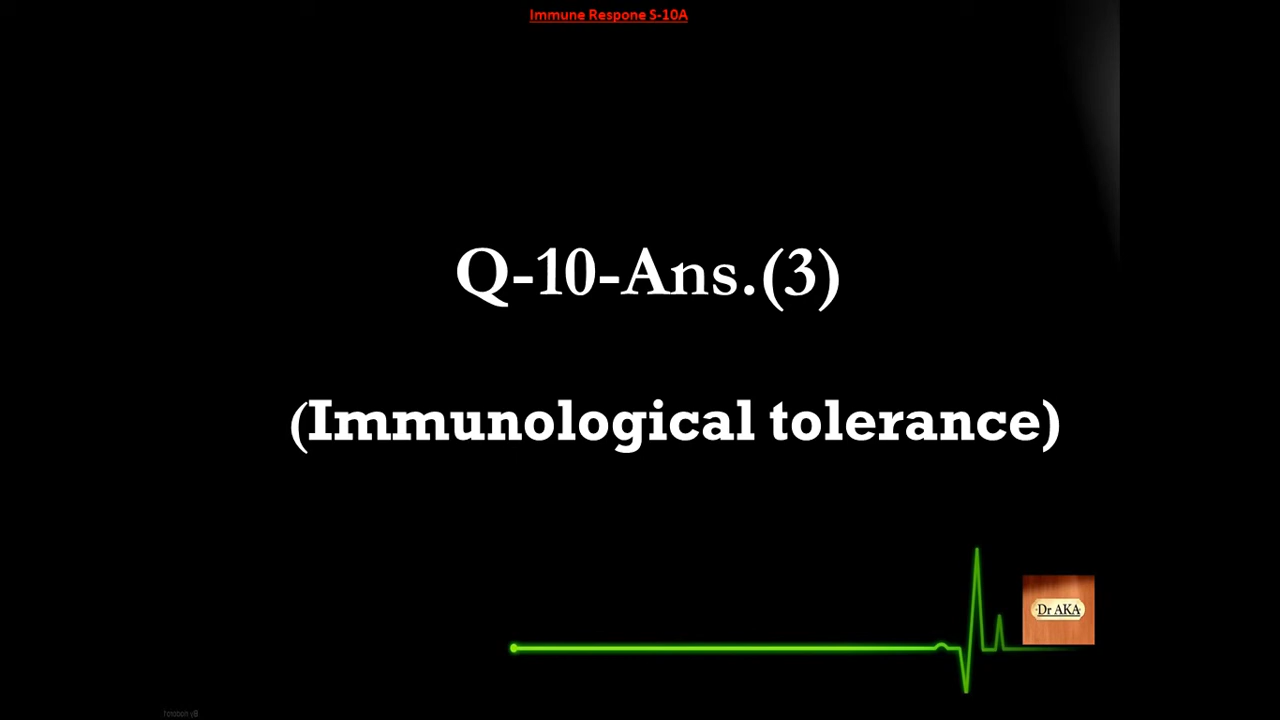 Immune Respone S-10A
Q-10-Ans.(3)
(Immunological tolerance)
Dr AKA